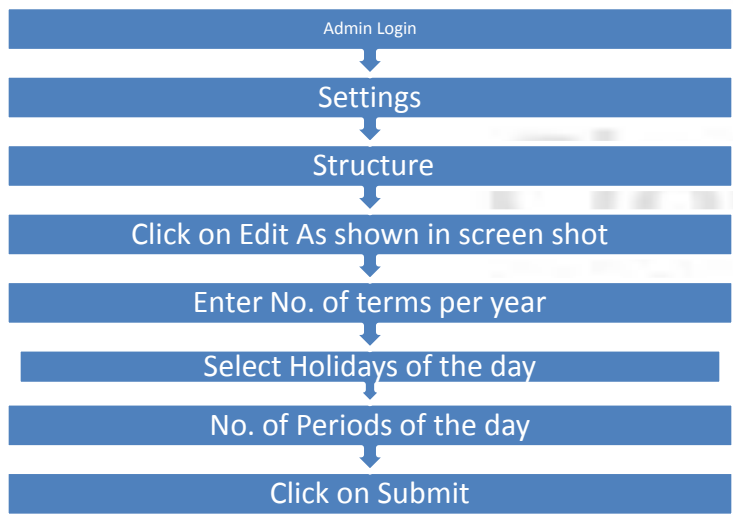 Admin Login
Settings
Structure
Click on Edit As shown in screen shot
Enter No. of terms per year
Select Holidays of the day
No. of Periods of the day
Click on Submit